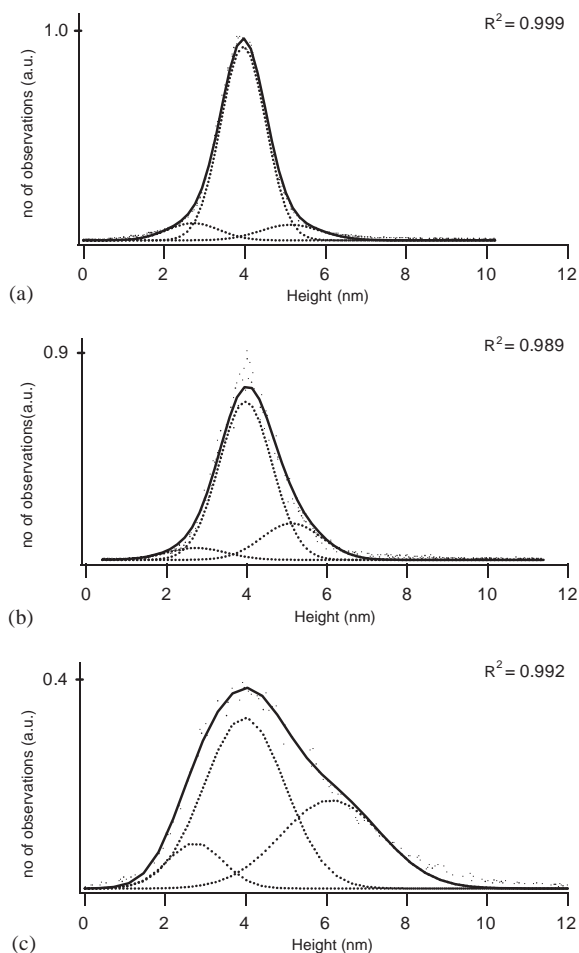 1.0
R² = 0.999
no of observations (a.u.)
0 2 4 6 8 10 12
(a)
Height (nm)
0.9
R² = 0.989
no of observations(a.u.)
0 2 4 6 8 10 12
(b)
Height (nm)
0.4
R² = 0.992
no of observations (a.u.)
0 2 4 6 8 10 12
(c)
Height (nm)